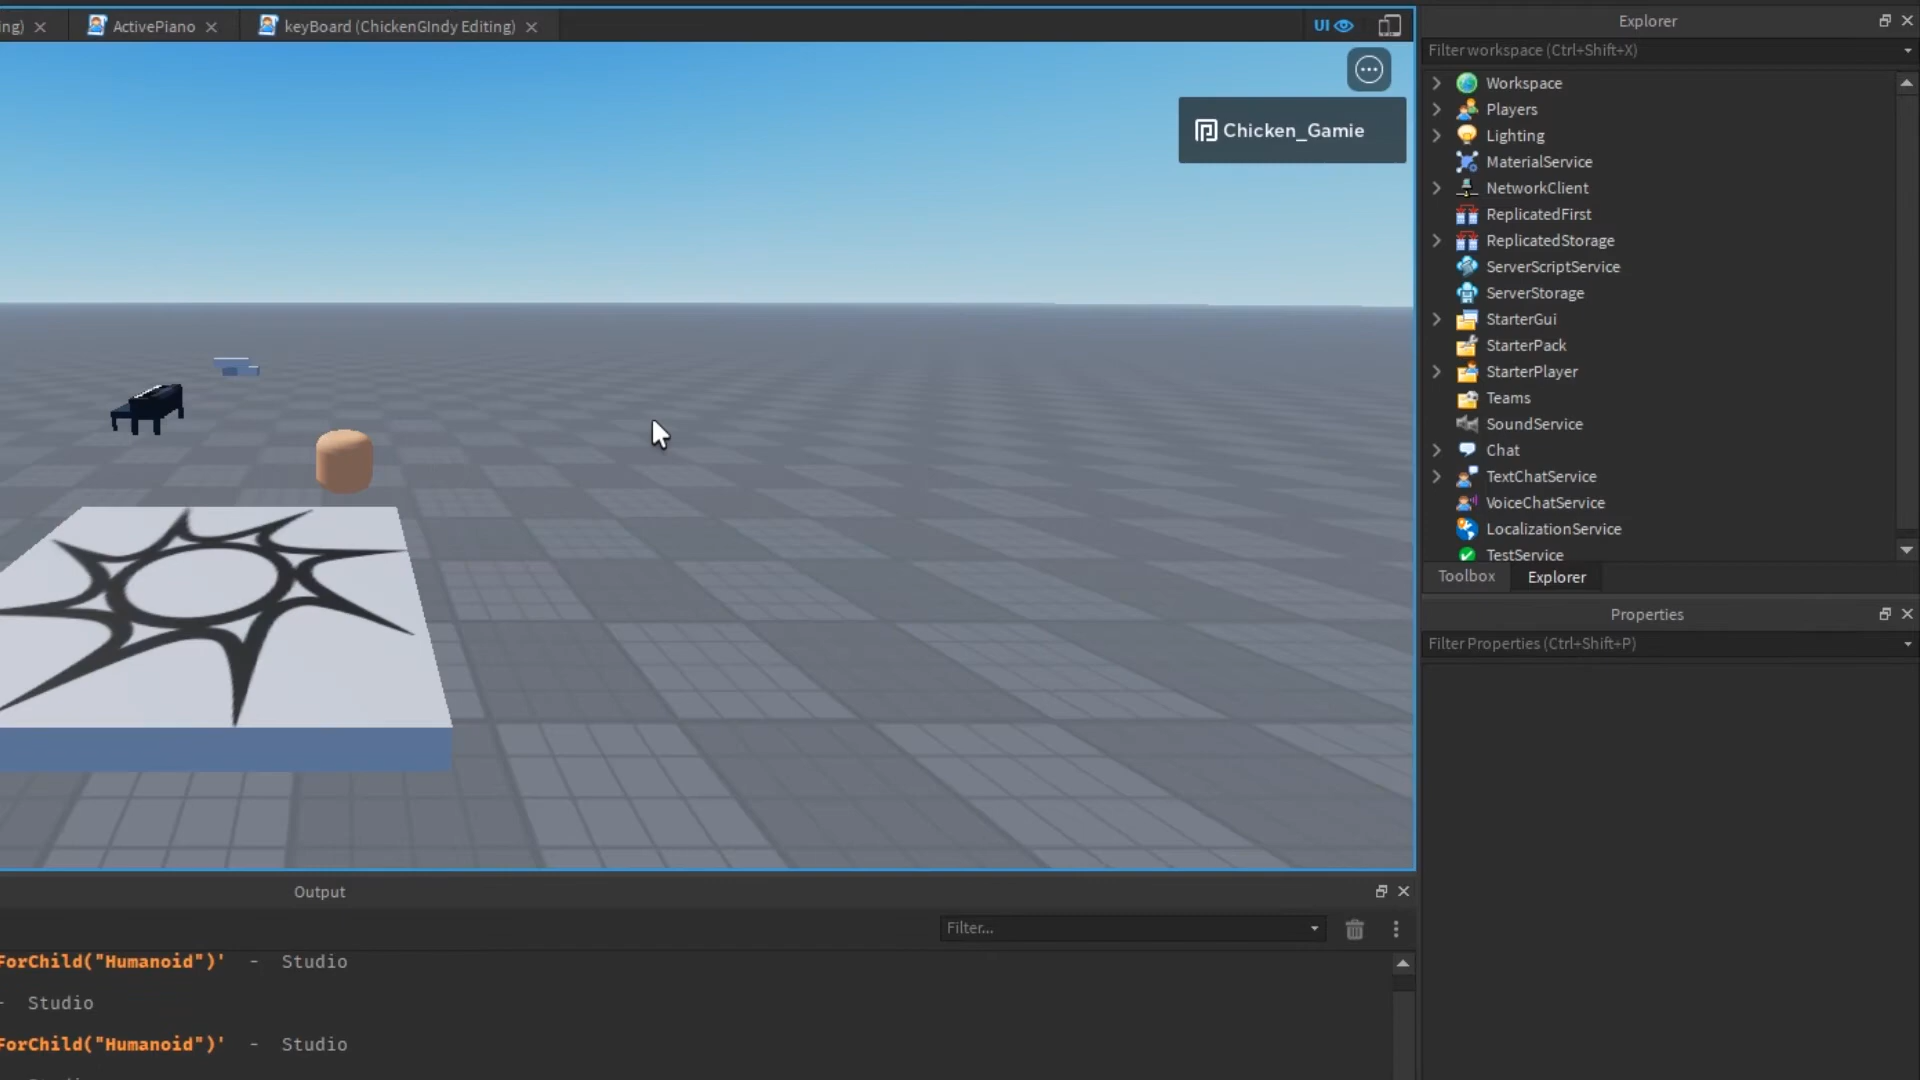 ing)
ActivePiano
keyBoard (ChickenGIndy Editing)
UI
Chicken_Gamie
Explorer
Filter workspace (Ctrl+Shift+X)
Workspace
Players
Lighting
MaterialService
NetworkClient
ReplicatedFirst
ReplicatedStorage
ServerScriptService
ServerStorage
StarterGui
StarterPack
StarterPlayer
Teams
SoundService
Chat
TextChatService
VoiceChatService
LocalizationService
TestService
Toolbox
Explorer
Properties
Filter Properties (Ctrl+Shift+P)
Output
Filter...
ForChild("Humanoid")' - Studio
- Studio
ForChild("Humanoid")' - Studio